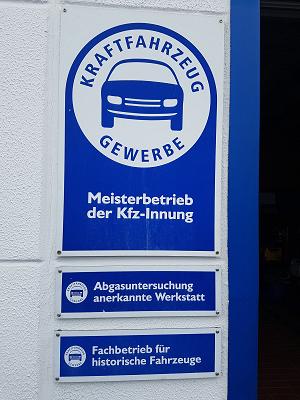 KRAFTFAHRZEUG
GEWERBE
Meisterbetrieb
der Kfz-Innung
Abgasuntersuchung
anerkannte Werkstatt
Fachbetrieb für
historische Fahrzeuge